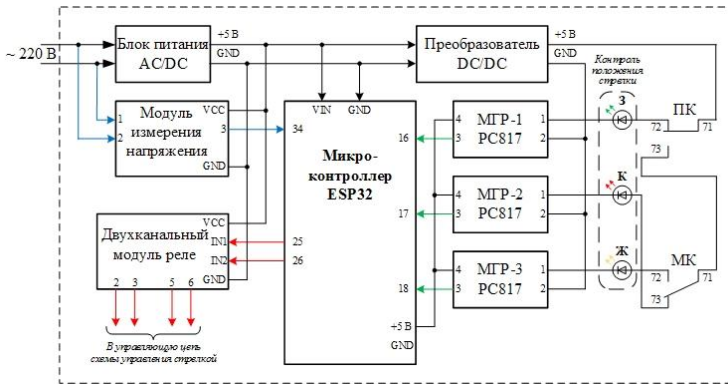 ~ 220 В
Блок питания
AC/DC
+5 В
GND
Преобразователь
DC/DC
+5 В
GND
Контроль
положения
стрелки
Модуль
измерения
напряжения
1
2
VCC
3
GND
VIN
GND
34
Микро-
контроллер
ESP32
16
17
18
25
26
+5 В
GND
МГР-1
PC817
4
3
1
2
МГР-2
PC817
4
3
1
2
МГР-3
PC817
4
3
1
2
З
К
Ж
ПК
72
71
73
МК
72
71
73
Двухканальный
модуль реле
VCC
IN1
IN2
GND
2
3
5
6
В управляющую цепь
схемы управления стрелкой